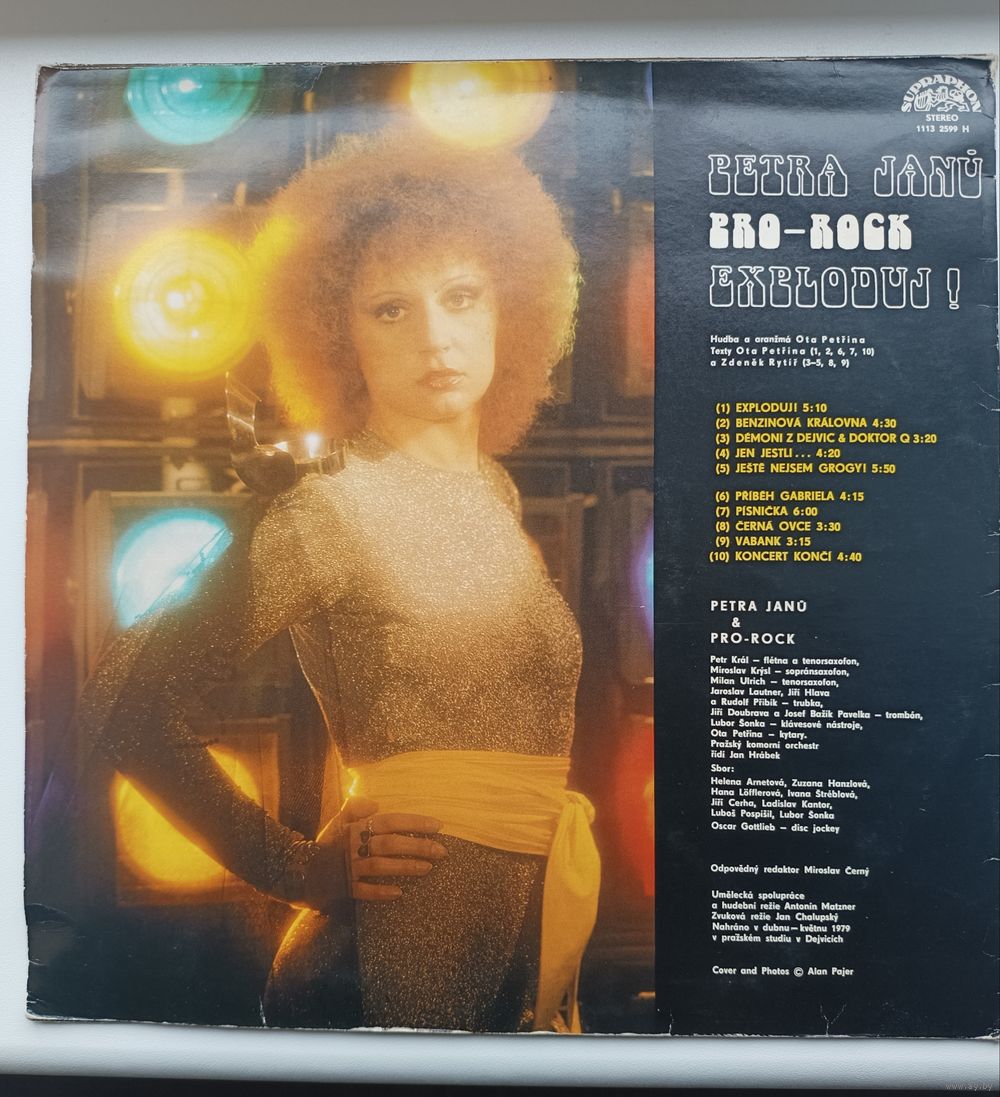 SUPRAPHON
STEREO
1113 2599 H
PETRA JANŮ
PRO-ROCK
EXPLODUJ !
Hudba a aranžmá Ota Petřina
Texty Ota Petřina (1, 2, 6, 7, 10)
a Zdeněk Rytíř (3–5, 8, 9)
(1) EXPLODUJ! 5:10
(2) BENZINOVÁ KRÁLOVNA 4:30
(3) DÉMONI Z DEJVIC & DOKTOR Q 3:20
(4) JEN JESTLI... 4:20
(5) JEŠTĚ NEJSEM GROGY! 5:50
(6) PŘÍBĚH GABRIELA 4:15
(7) PÍSNIČKA 6:00
(8) ČERNÁ OVCE 3:30
(9) VABANK 3:15
(10) KONCERT KONČÍ 4:40
PETRA JANŮ
&
PRO-ROCK
Petr Král – flétna a tenorsaxofon,
Miroslav Krýsl – sopránsaxofon,
Milan Ulrich – tenorsaxofon,
Jaroslav Lautner, Jiří Hlava
a Rudolf Přibík – trubka,
Jiří Doubrava a Josef Bažík Pavelka – trombón,
Lubor Šonka – klávesové nástroje,
Ota Petřina – kytary.
Pražský komorní orchestr
řídí Jan Hrábek
Sbor:
Helena Arnetová, Zuzana Hanzlová,
Hana Löfflerová, Ivana Štréblová,
Jiří Cerha, Ladislav Kantor,
Luboš Pospíšil, Lubor Šonka
Oscar Gottlieb – disc jockey
Odpovědný redaktor Miroslav Černý
Umělecká spolupráce
a hudební režie Antonín Matzner
Zvuková režie Jan Chalupský
Nahráno v dubnu–květnu 1979
v pražském studiu v Dejvicích
Cover and Photos © Alan Pajer
www.ay.by